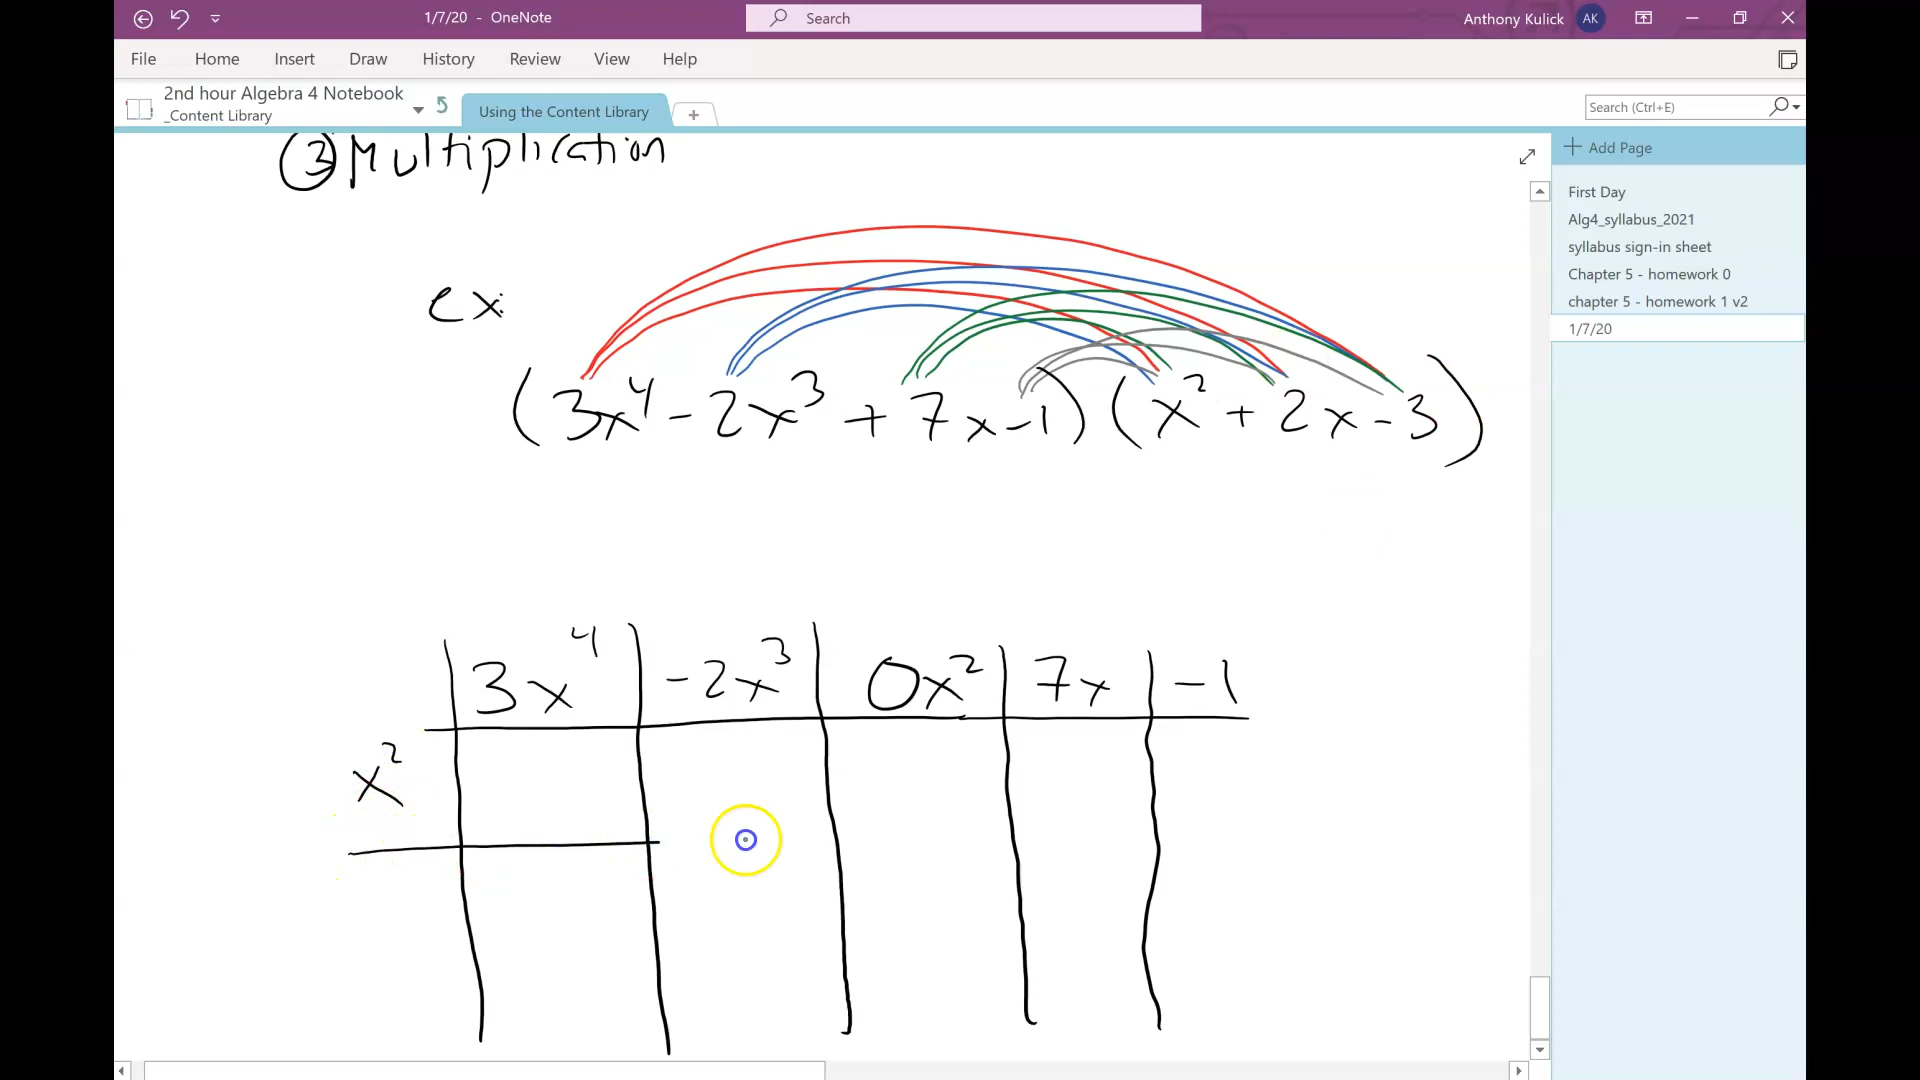 1/7/20 - OneNote
Search
Anthony Kulick AK
File Home Insert Draw History Review View Help
2nd hour Algebra 4 Notebook
_Content Library
Using the Content Library
+
Search (Ctrl+E)
Add Page
First Day
Alg4_syllabus_2021
syllabus sign-in sheet
Chapter 5 - homework 0
chapter 5 - homework 1 v2
1/7/20
③ Multiplication
ex:
(3x⁴ - 2x³ + 7x - 1)(x² + 2x - 3)
3x⁴ | -2x³ | 0x² | 7x | -1
x²